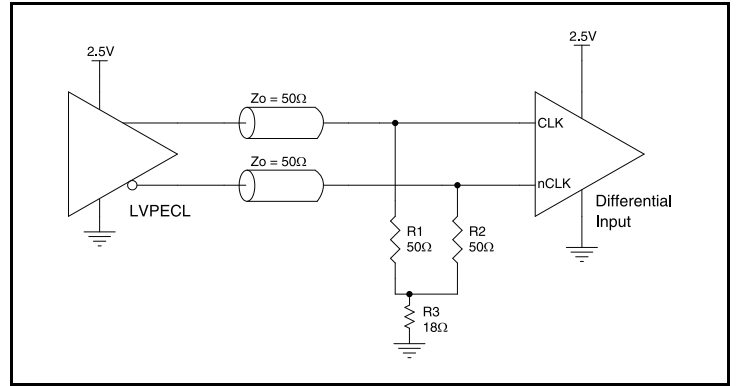 2.5V
2.5V
Zo = 50Ω
CLK
Zo = 50Ω
nCLK
LVPECL
Differential
Input
R1
50Ω
R2
50Ω
R3
18Ω